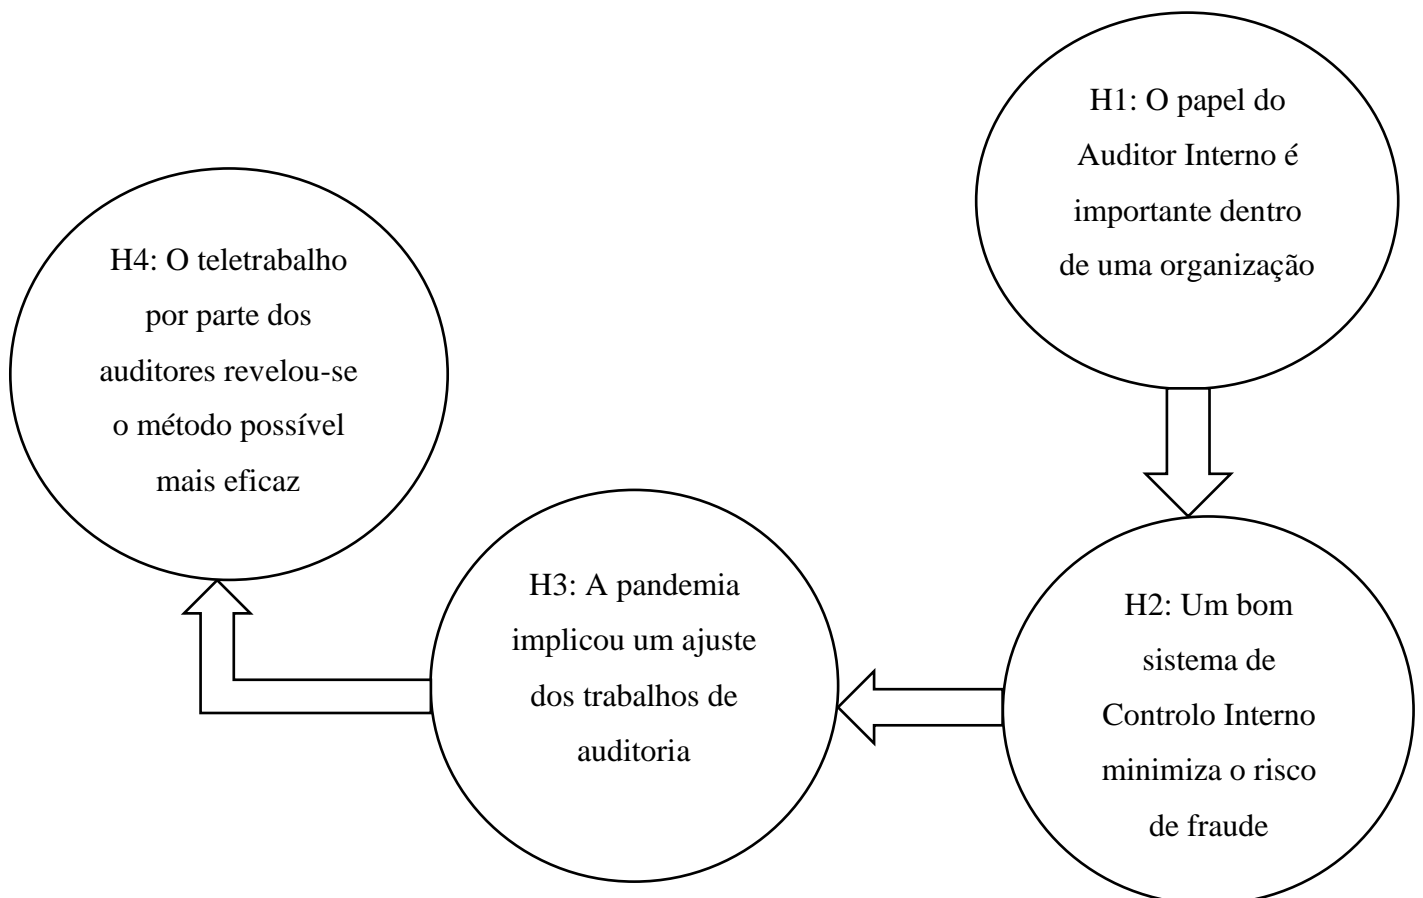 H1: O papel do
Auditor Interno é
importante dentro
de uma organização
H4: O teletrabalho
por parte dos
auditores revelou-se
o método possível
mais eficaz
H3: A pandemia
implicou um ajuste
dos trabalhos de
auditoria
H2: Um bom
sistema de
Controlo Interno
minimiza o risco
de fraude